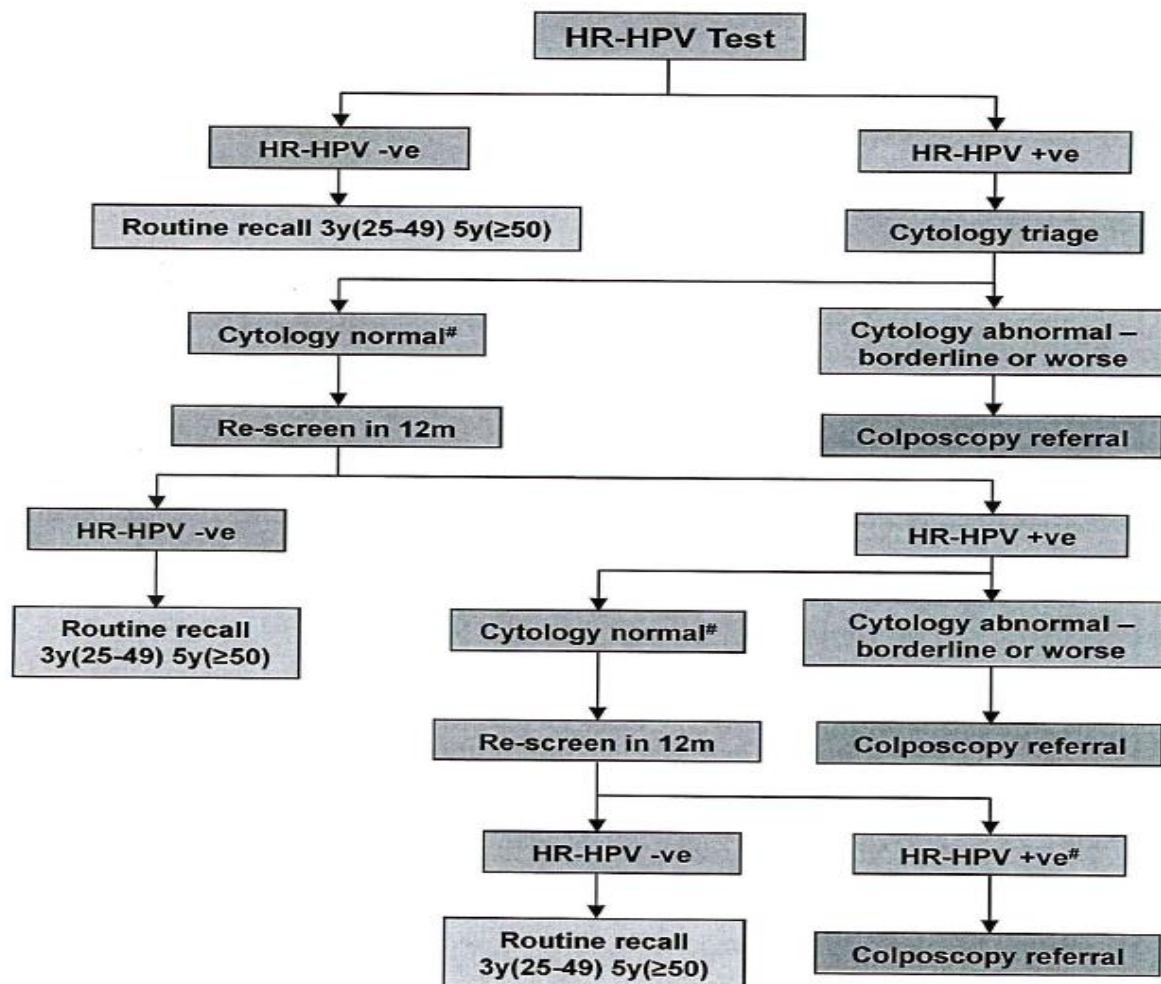 HR-HPV Test
HR-HPV -ve
HR-HPV +ve
Routine recall 3y(25-49) 5y(≥50)
Cytology triage
Cytology normal#
Cytology abnormal –
borderline or worse
Re-screen in 12m
Colposcopy referral
HR-HPV -ve
HR-HPV +ve
Routine recall
3y(25-49) 5y(≥50)
Cytology normal#
Cytology abnormal –
borderline or worse
Re-screen in 12m
Colposcopy referral
HR-HPV -ve
HR-HPV +ve#
Routine recall
3y(25-49) 5y(≥50)
Colposcopy referral